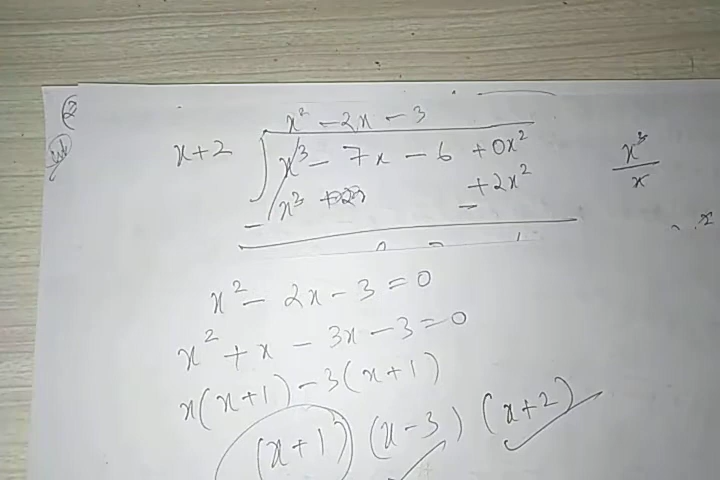 2
x² - 2x - 3
x+2 ) x³ - 7x - 6 + 0x² x³/x
- x³ - + 2x²
x
x² - 2x - 3 = 0
x² + x - 3x - 3 = 0
x(x+1) - 3(x+1)
(x+1) (x-3) (x+2)